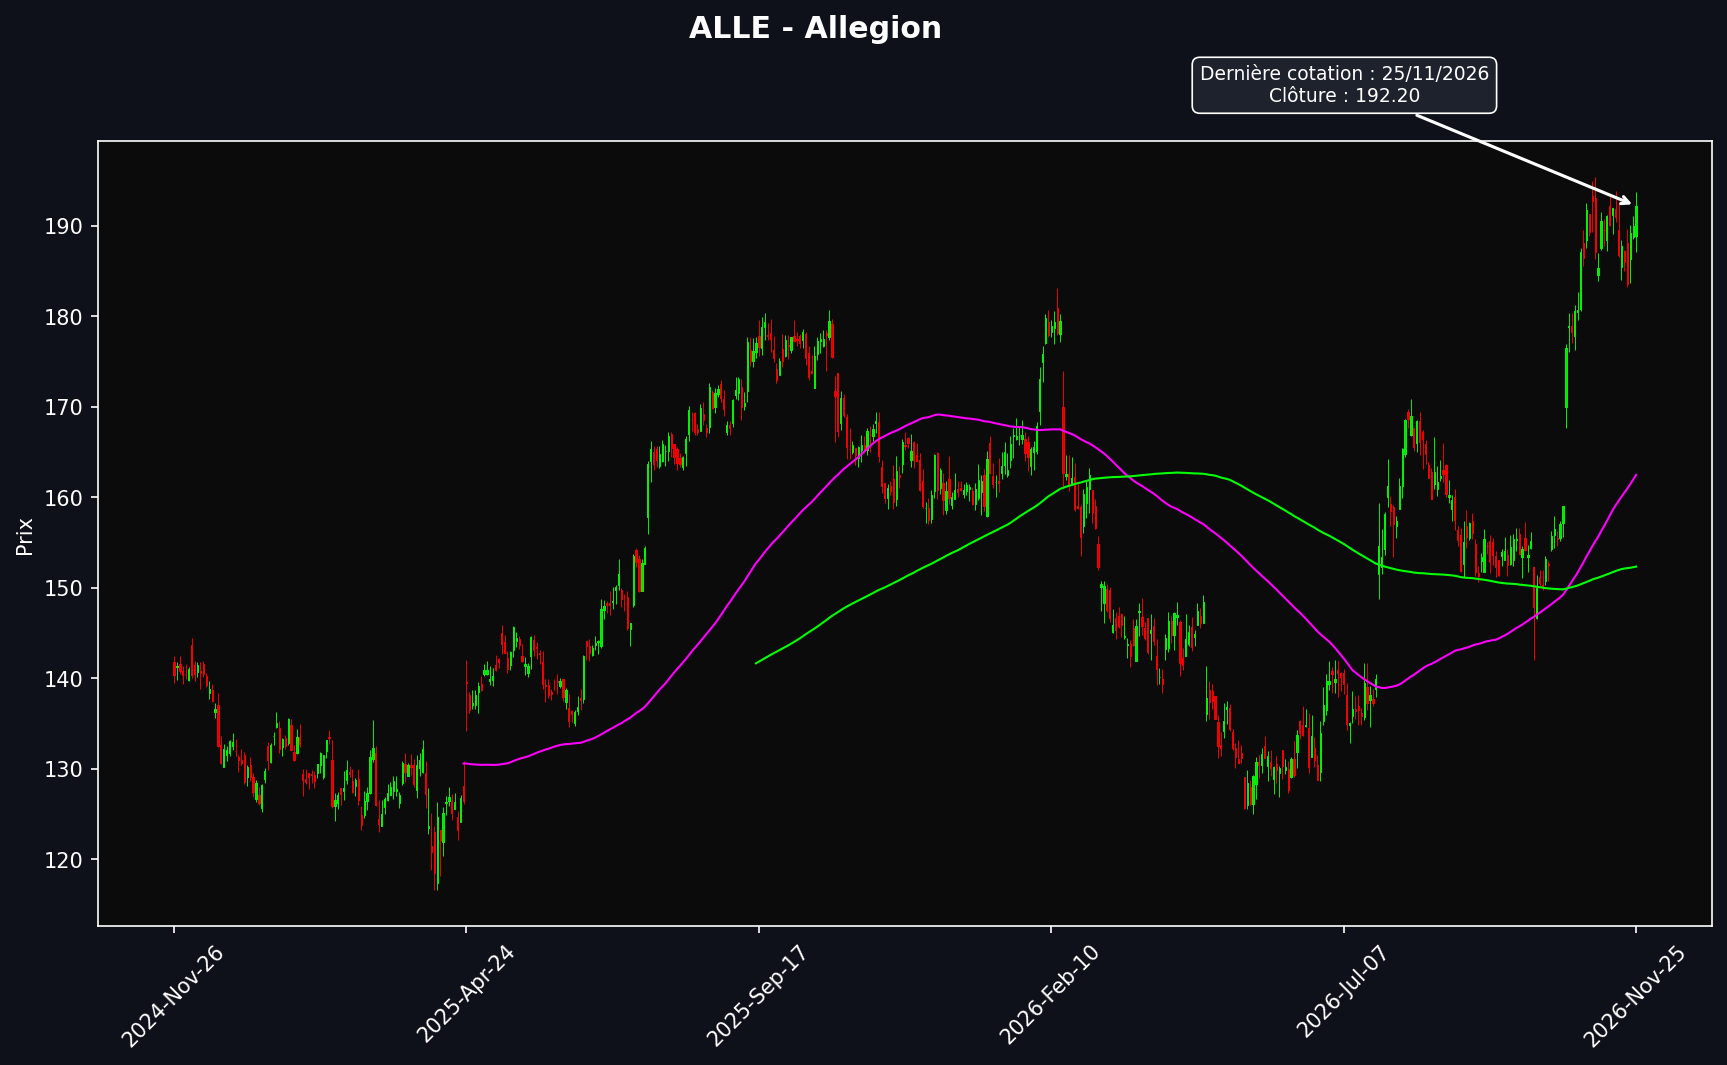 ALLE - Allegion
Dernière cotation : 25/11/2026
Clôture : 192.20
Prix
190
180
170
160
150
140
130
120
2024-Nov-26
2025-Apr-24
2025-Sep-17
2026-Feb-10
2026-Jul-07
2026-Nov-25